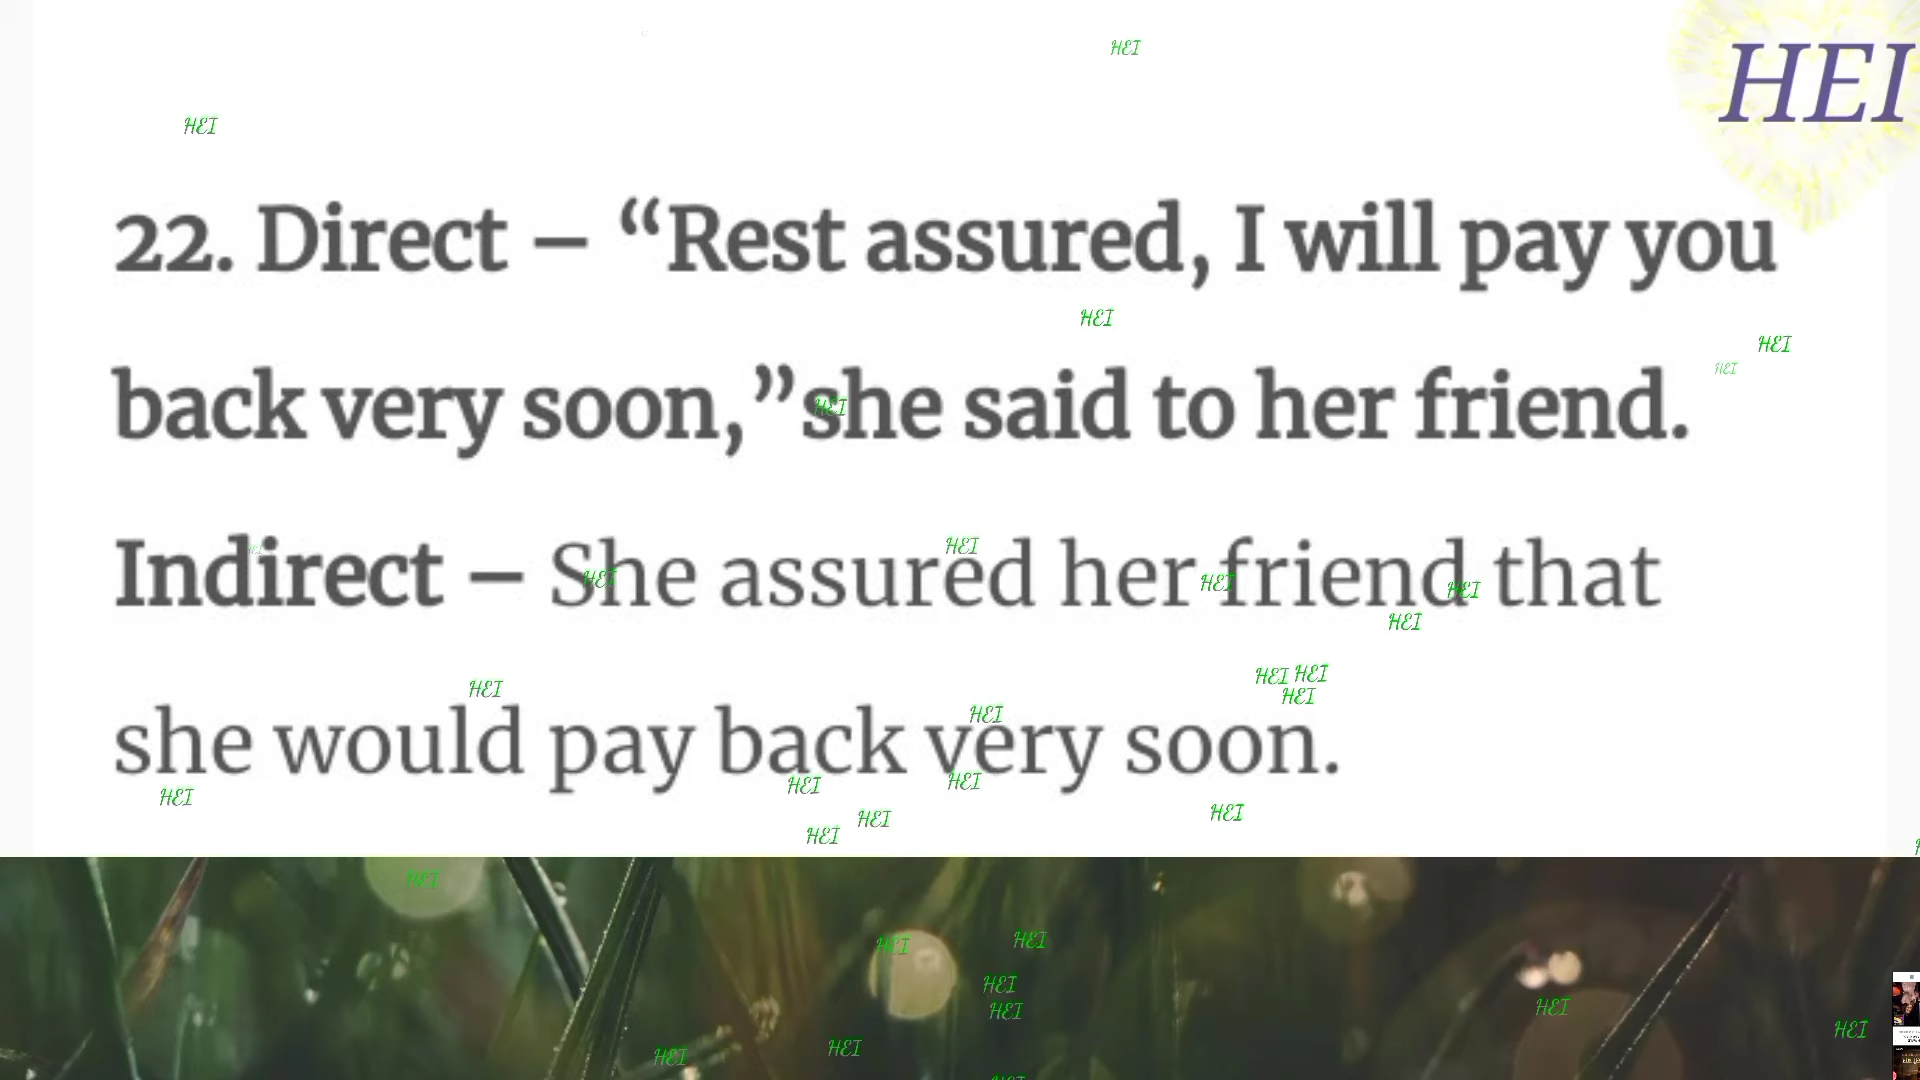 HEI
22. Direct – “Rest assured, I will pay you
back very soon,”she said to her friend.
Indirect – She assured her friend that
she would pay back very soon.